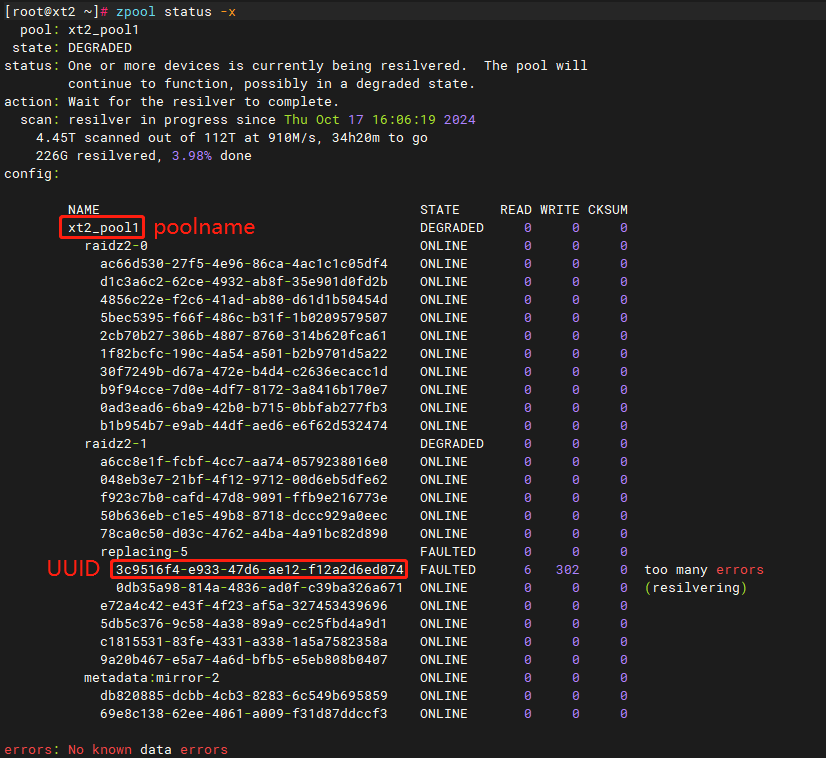 [root@xt2 ~]# zpool status -x
pool: xt2_pool1
state: DEGRADED
status: One or more devices is currently being resilvered. The pool will
continue to function, possibly in a degraded state.
action: Wait for the resilver to complete.
scan: resilver in progress since Thu Oct 17 16:06:19 2024
4.45T scanned out of 112T at 910M/s, 34h20m to go
226G resilvered, 3.98% done
config:
NAME STATE READ WRITE CKSUM
xt2_pool1 poolname DEGRADED 0 0 0
raidz2-0 ONLINE 0 0 0
ac66d530-27f5-4e96-86ca-4ac1c1c05df4 ONLINE 0 0 0
d1c3a6c2-62ce-4932-ab8f-35e901d0fd2b ONLINE 0 0 0
4856c22e-f2c6-41ad-ab80-d61d1b50454d ONLINE 0 0 0
5bec5395-f66f-486c-b31f-1b0209579507 ONLINE 0 0 0
2cb70b27-306b-4807-8760-314b620fca61 ONLINE 0 0 0
1f82bcfc-190c-4a54-a501-b2b9701d5a22 ONLINE 0 0 0
30f7249b-d67a-472e-b4d4-c2636ecacc1d ONLINE 0 0 0
b9f94cce-7d0e-4df7-8172-3a8416b170e7 ONLINE 0 0 0
0ad3ead6-6ba9-42b0-b715-0bbfab277fb3 ONLINE 0 0 0
b1b954b7-e9ab-44df-aed6-e6f62d532474 ONLINE 0 0 0
raidz2-1 DEGRADED 0 0 0
a6cc8e1f-fcbf-4cc7-aa74-0579238016e0 ONLINE 0 0 0
048eb3e7-21bf-4f12-9712-00d6eb5dfe62 ONLINE 0 0 0
f923c7b0-cafd-47d8-9091-ffb9e216773e ONLINE 0 0 0
50b636eb-c1e5-49b8-8718-dccc929a0eec ONLINE 0 0 0
78ca0c50-d03c-4762-a4ba-4a91bc82d890 ONLINE 0 0 0
replacing-5 FAULTED 0 0 0
UUID 3c9516f4-e933-47d6-ae12-f12a2d6ed074 FAULTED 6 302 0 too many errors
0db35a98-814a-4836-ad0f-c39ba326a671 ONLINE 0 0 0 (resilvering)
e72a4c42-e43f-4f23-af5a-327453439696 ONLINE 0 0 0
5db5c376-9c58-4a38-89a9-cc25fbd4a9d1 ONLINE 0 0 0
c1815531-83fe-4331-a338-1a5a7582358a ONLINE 0 0 0
9a20b467-e5a7-4a6d-bfb5-e5eb808b0407 ONLINE 0 0 0
metadata:mirror-2 ONLINE 0 0 0
db820885-dcbb-4cb3-8283-6c549b695859 ONLINE 0 0 0
69e8c138-62ee-4061-a009-f31d87ddccf3 ONLINE 0 0 0
errors: No known data errors